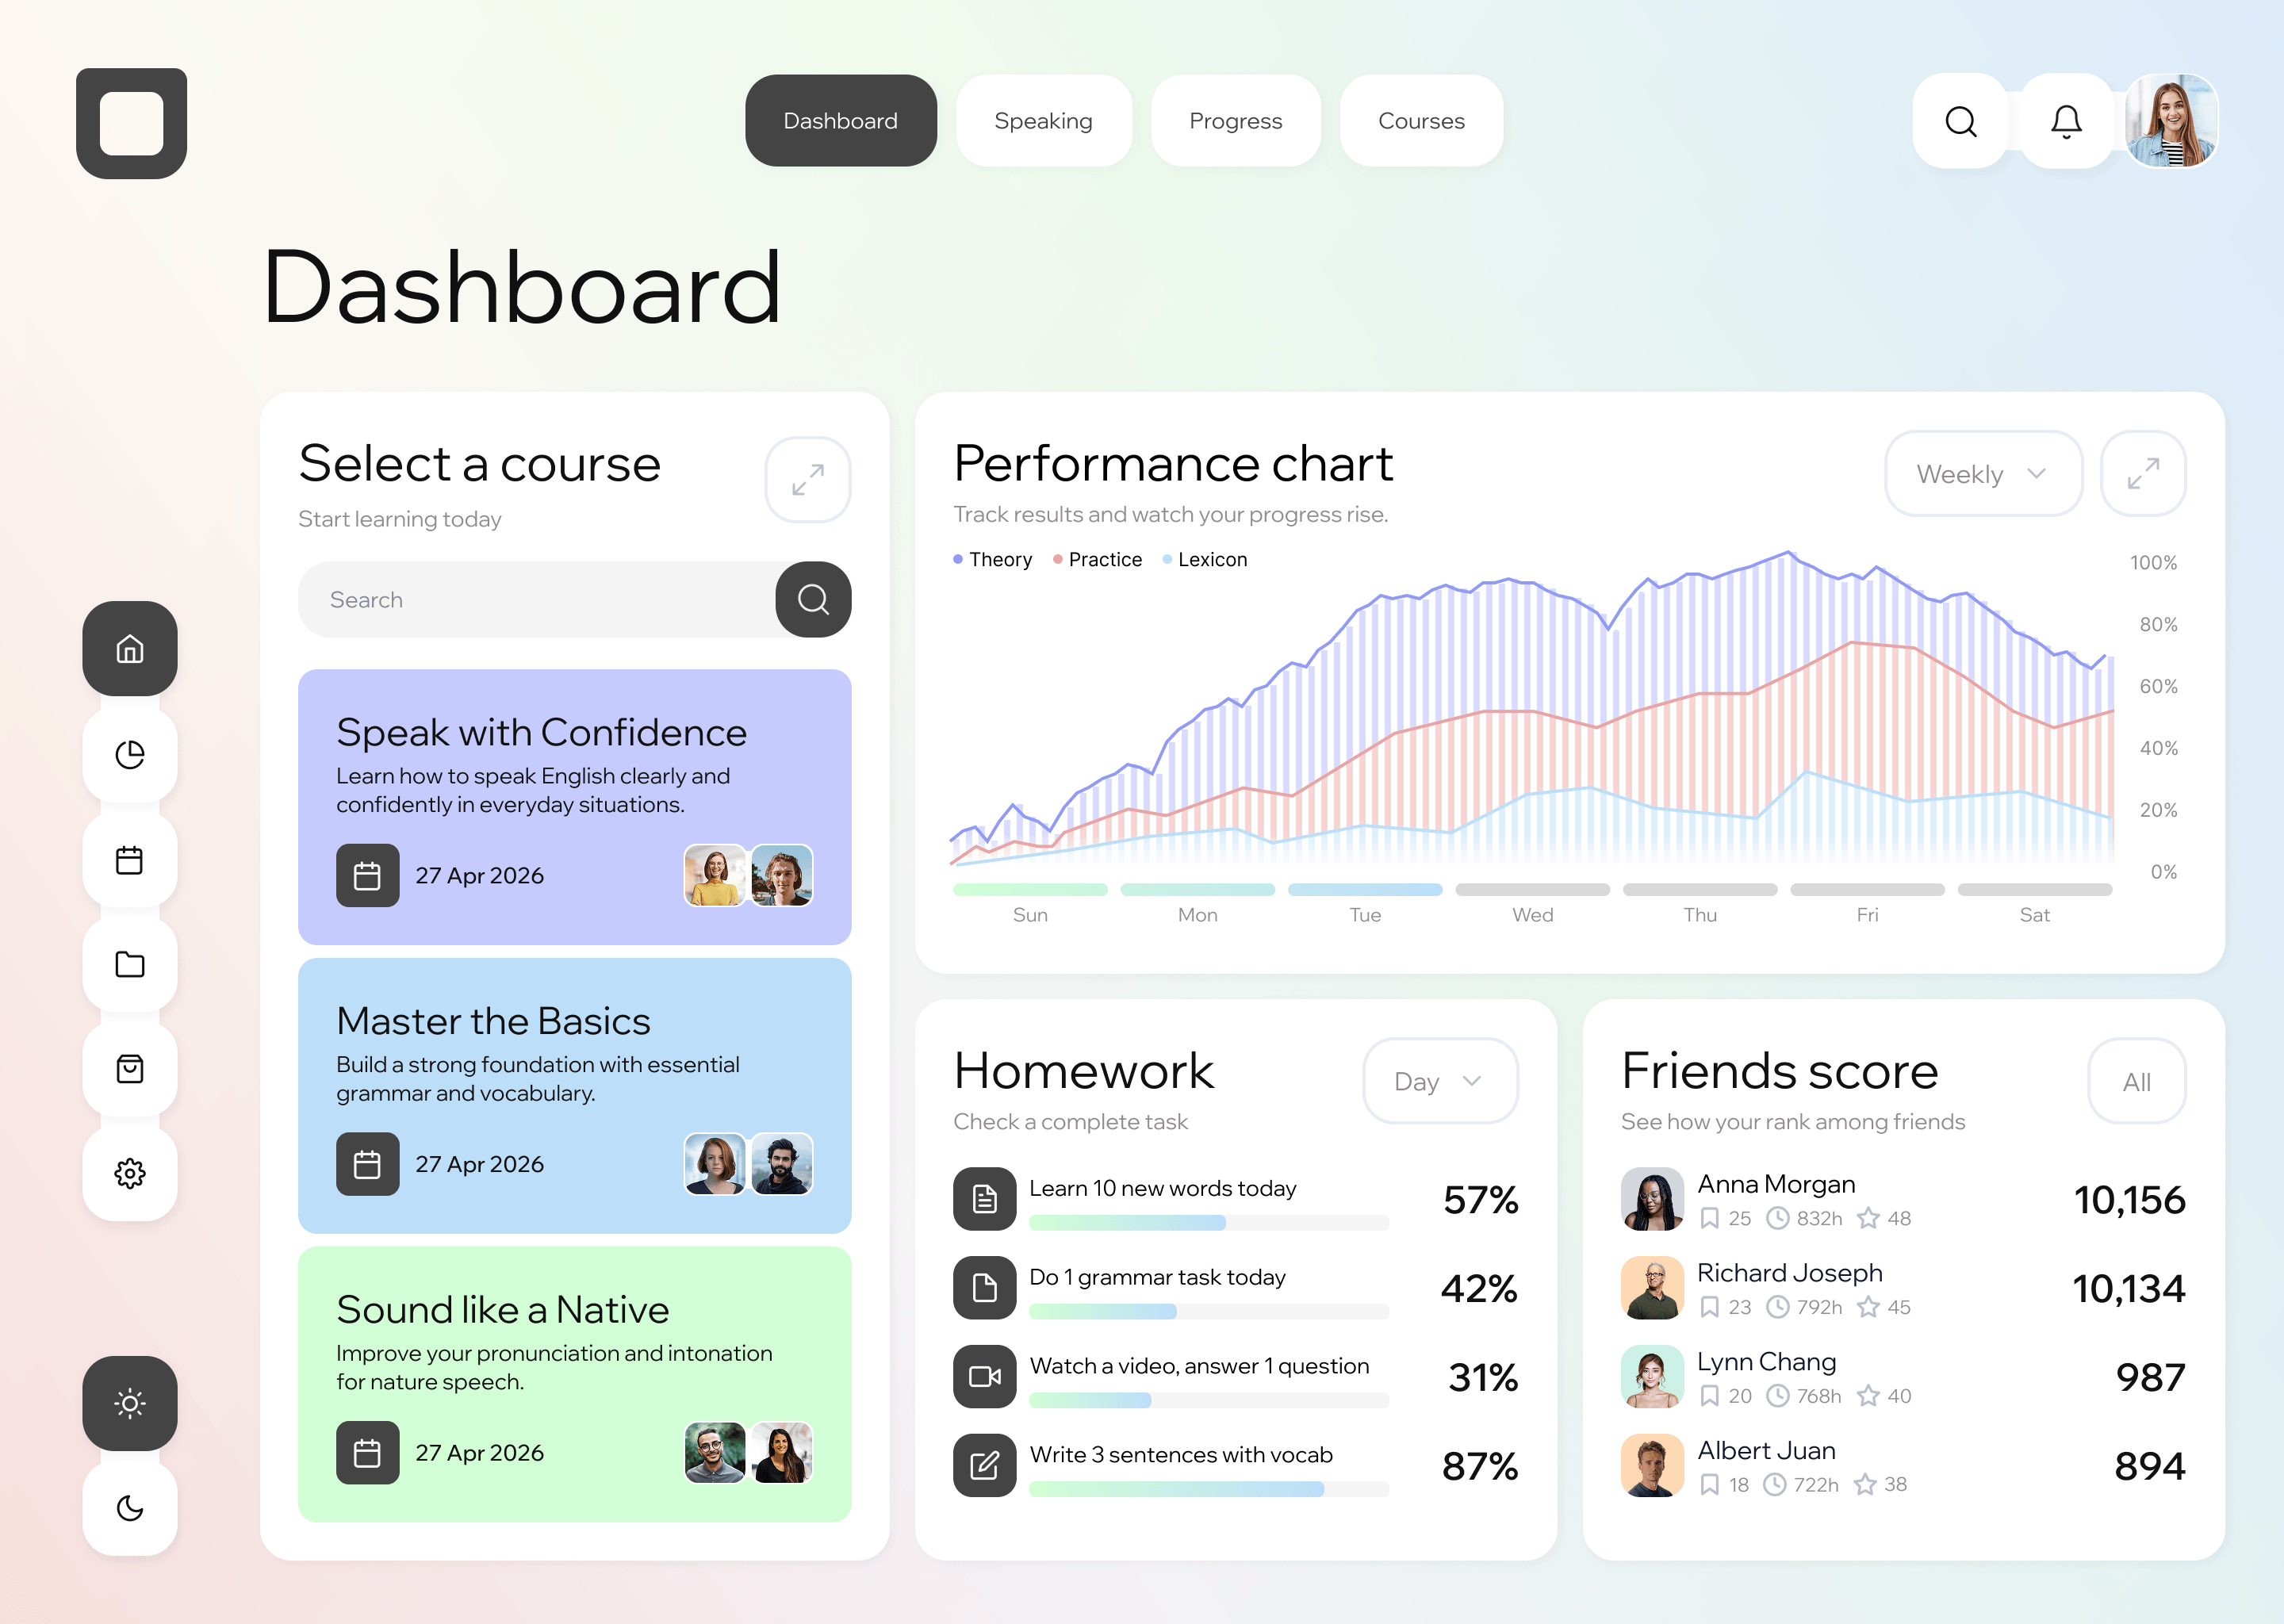 Dashboard
Speaking
Progress
Courses
Dashboard
Select a course
Start learning today
Search
Speak with Confidence
Learn how to speak English clearly and
confidently in everyday situations.
27 Apr 2026
Master the Basics
Build a strong foundation with essential
grammar and vocabulary.
27 Apr 2026
Sound like a Native
Improve your pronunciation and intonation
for nature speech.
27 Apr 2026
Performance chart
Track results and watch your progress rise.
Weekly
Theory
Practice
Lexicon
100%
80%
60%
40%
20%
0%
Sun
Mon
Tue
Wed
Thu
Fri
Sat
Homework
Check a complete task
Day
Learn 10 new words today
57%
Do 1 grammar task today
42%
Watch a video, answer 1 question
31%
Write 3 sentences with vocab
87%
Friends score
See how your rank among friends
All
Anna Morgan
25 832h 48
10,156
Richard Joseph
23 792h 45
10,134
Lynn Chang
20 768h 40
987
Albert Juan
18 722h 38
894